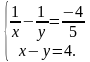 1/x − 1/y = −4/5
x − y = 4.